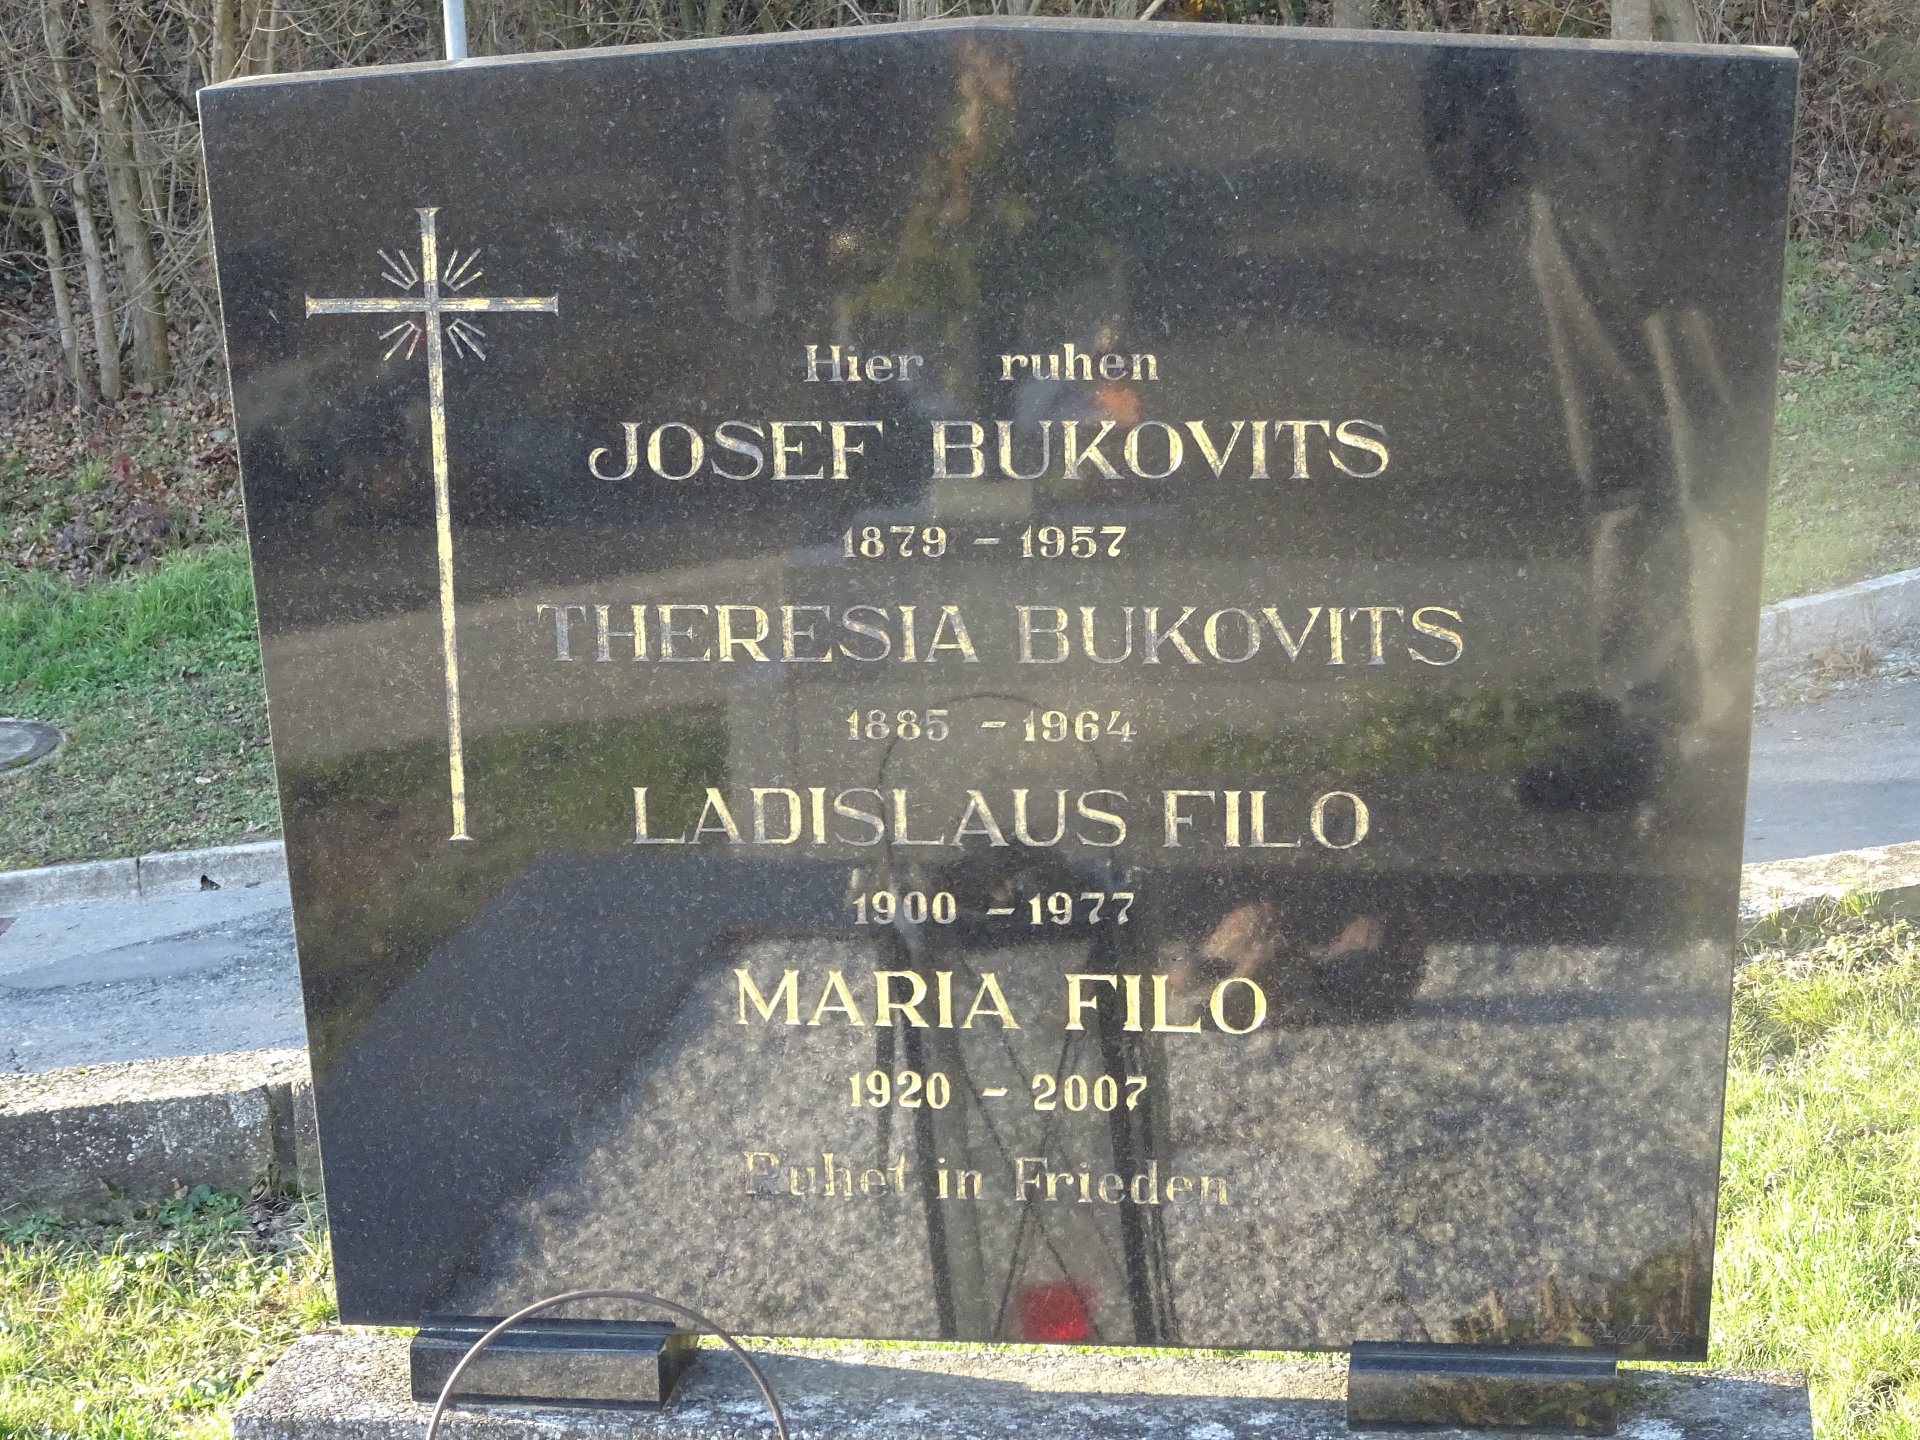 Hier ruhen
JOSEF BUKOVITS
1879 - 1957
THERESIA BUKOVITS
1885 - 1964
LADISLAUS FILO
1900 - 1977
MARIA FILO
1920 - 2007
Ruhet in Frieden